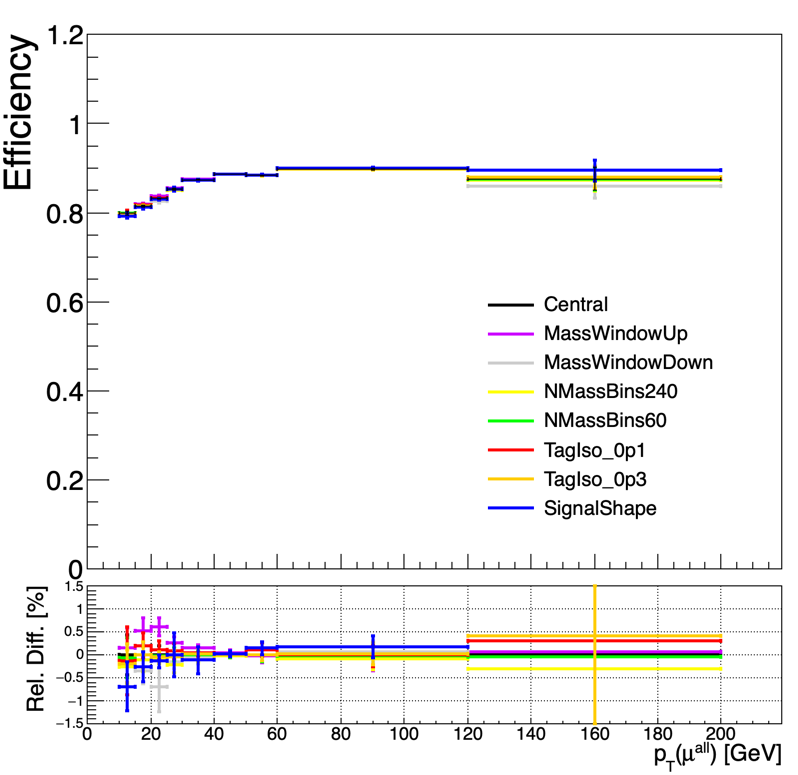 Efficiency
1.2
1
0.8
0.6
0.4
0.2
0
Central
MassWindowUp
MassWindowDown
NMassBins240
NMassBins60
TagIso_0p1
TagIso_0p3
SignalShape
Rel. Diff. [%]
1.5
1
0.5
0
−0.5
−1
−1.5
0 20 40 60 80 100 120 140 160 180 200
p_T(μ^all) [GeV]